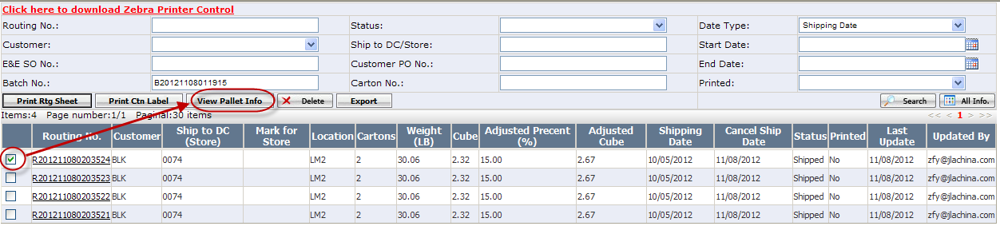 Click here to download Zebra Printer Control
Routing No.: Status: Date Type: Shipping Date
Customer: Ship to DC/Store: Start Date:
E&E SO No.: Customer PO No.: End Date:
Batch No.: B20121108011915 Carton No.: Printed:
Print Rtg Sheet Print Ctn Label View Pallet Info Delete Export Search All Info.
Items:4 Page number:1/1 Paginal:30 items << < 1 > >>
Routing No. Customer Ship to DC (Store) Mark for Store Location Cartons Weight (LB) Cube Adjusted Precent (%) Adjusted Cube Shipping Date Cancel Ship Date Status Printed Last Update Updated By
R201211080203524 BLK 0074 LM2 2 30.06 2.32 15.00 2.67 10/05/2012 11/08/2012 Shipped No 11/08/2012 zfy@jlachina.com
R201211080203523 BLK 0074 LM2 2 30.06 2.32 15.00 2.67 10/05/2012 11/08/2012 Shipped No 11/08/2012 zfy@jlachina.com
R201211080203522 BLK 0074 LM2 2 30.06 2.32 15.00 2.67 10/05/2012 11/08/2012 Shipped No 11/08/2012 zfy@jlachina.com
R201211080203521 BLK 0074 LM2 2 30.06 2.32 15.00 2.67 10/05/2012 11/08/2012 Shipped No 11/08/2012 zfy@jlachina.com